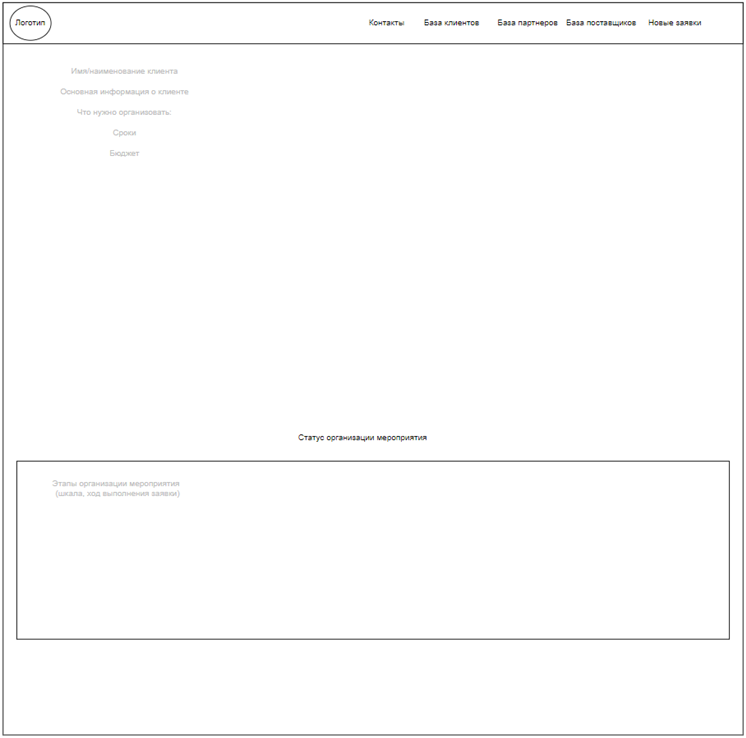 Логотип
Контакты
База клиентов
База партнеров
База поставщиков
Новые заявки
Имя/наименование клиента
Основная информация о клиенте
Что нужно организовать:
Сроки
Бюджет
Статус организации мероприятия
Этапы организации мероприятия
(шкала, ход выполнения заявки)